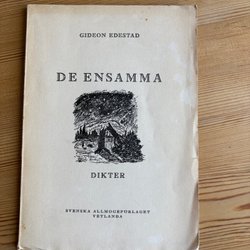 GIDEON EDESTAD
DE ENSAMMA
DIKTER
SVENSKA ALLMOGEFÖRLAGET
VETLANDA